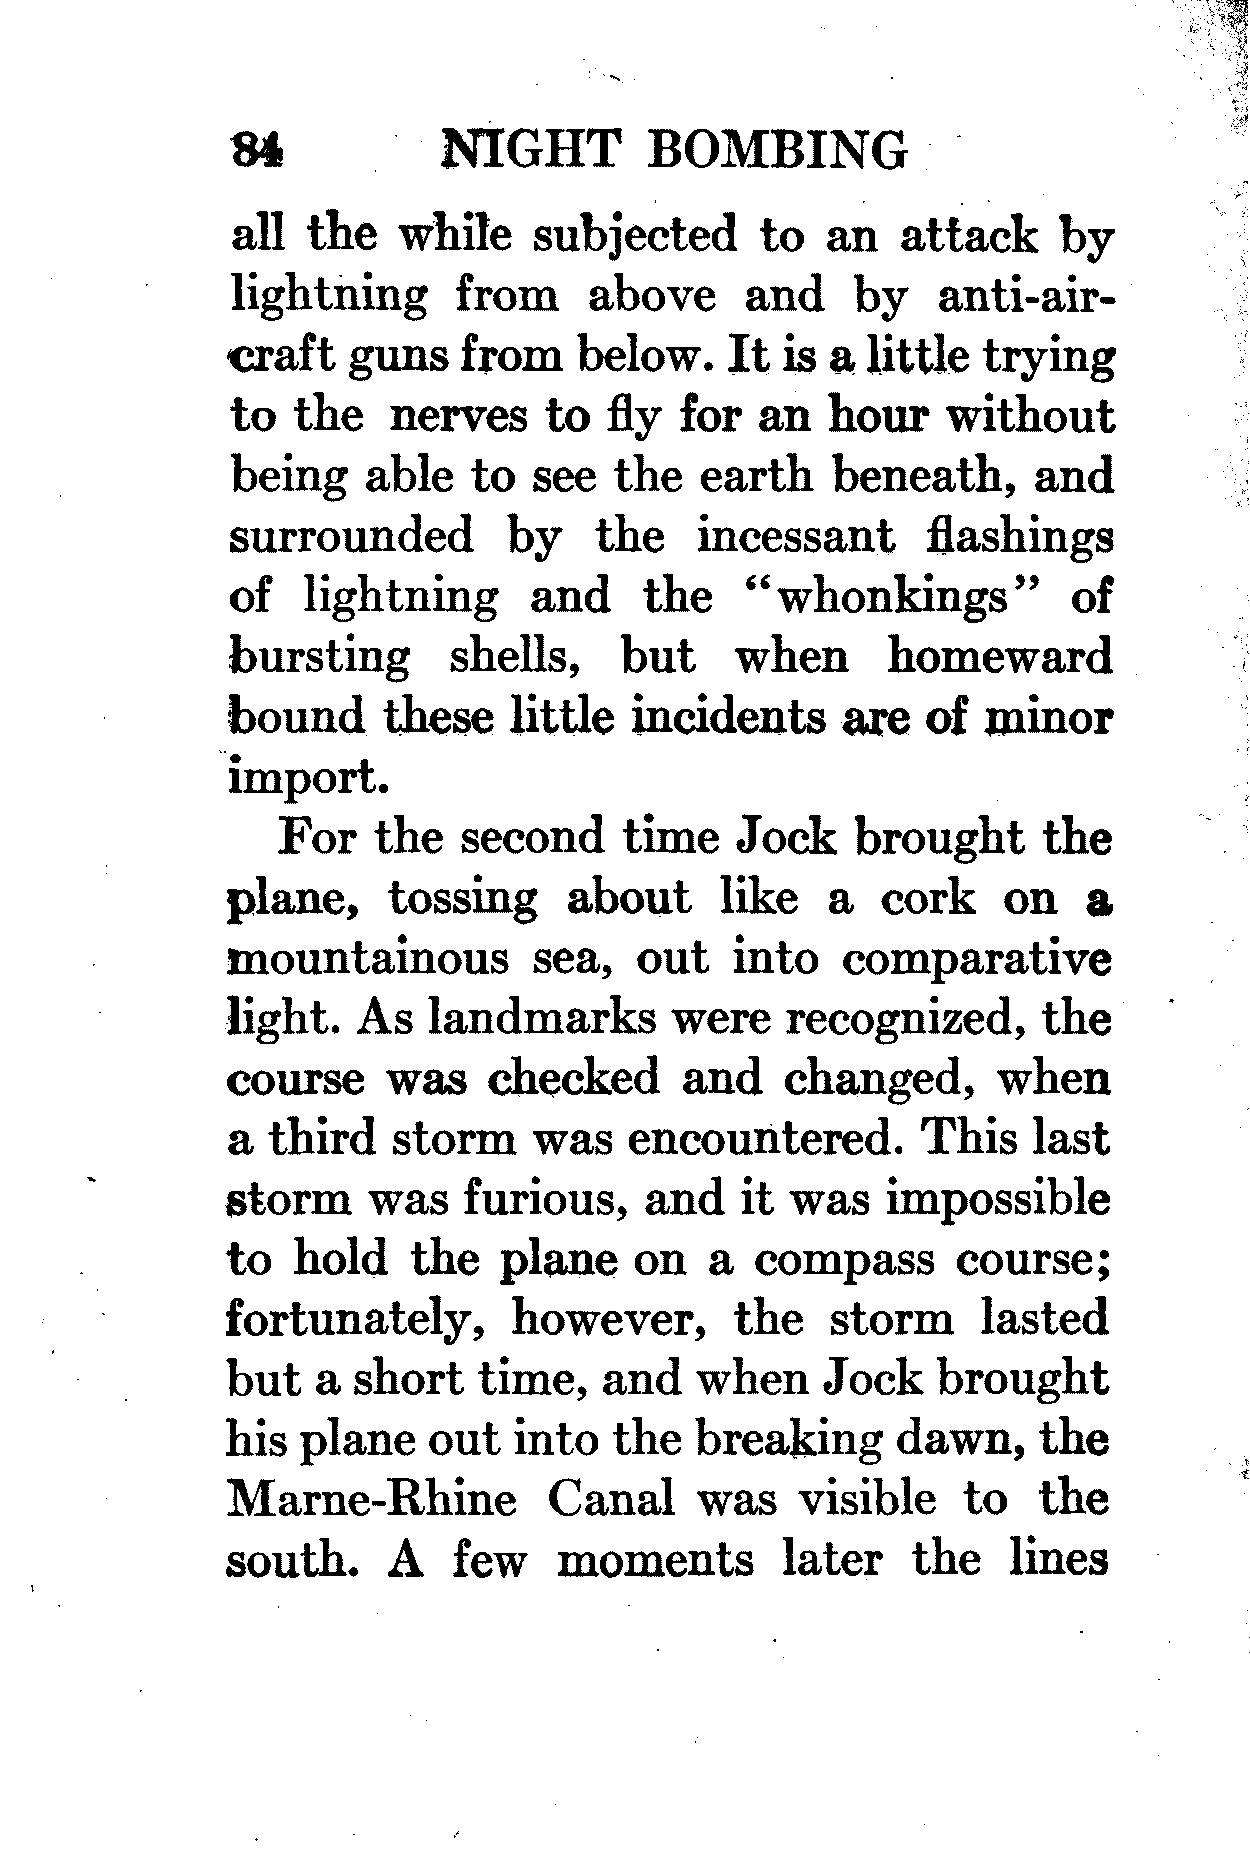 84 NIGHT BOMBING
all the while subjected to an attack by
lightning from above and by anti-air-
craft guns from below. It is a little trying
to the nerves to fly for an hour without
being able to see the earth beneath, and
surrounded by the incessant flashings
of lightning and the “whonkings” of
bursting shells, but when homeward
bound these little incidents are of minor
import.
For the second time Jock brought the
plane, tossing about like a cork on a
mountainous sea, out into comparative
light. As landmarks were recognized, the
course was checked and changed, when
a third storm was encountered. This last
storm was furious, and it was impossible
to hold the plane on a compass course;
fortunately, however, the storm lasted
but a short time, and when Jock brought
his plane out into the breaking dawn, the
Marne-Rhine Canal was visible to the
south. A few moments later the lines